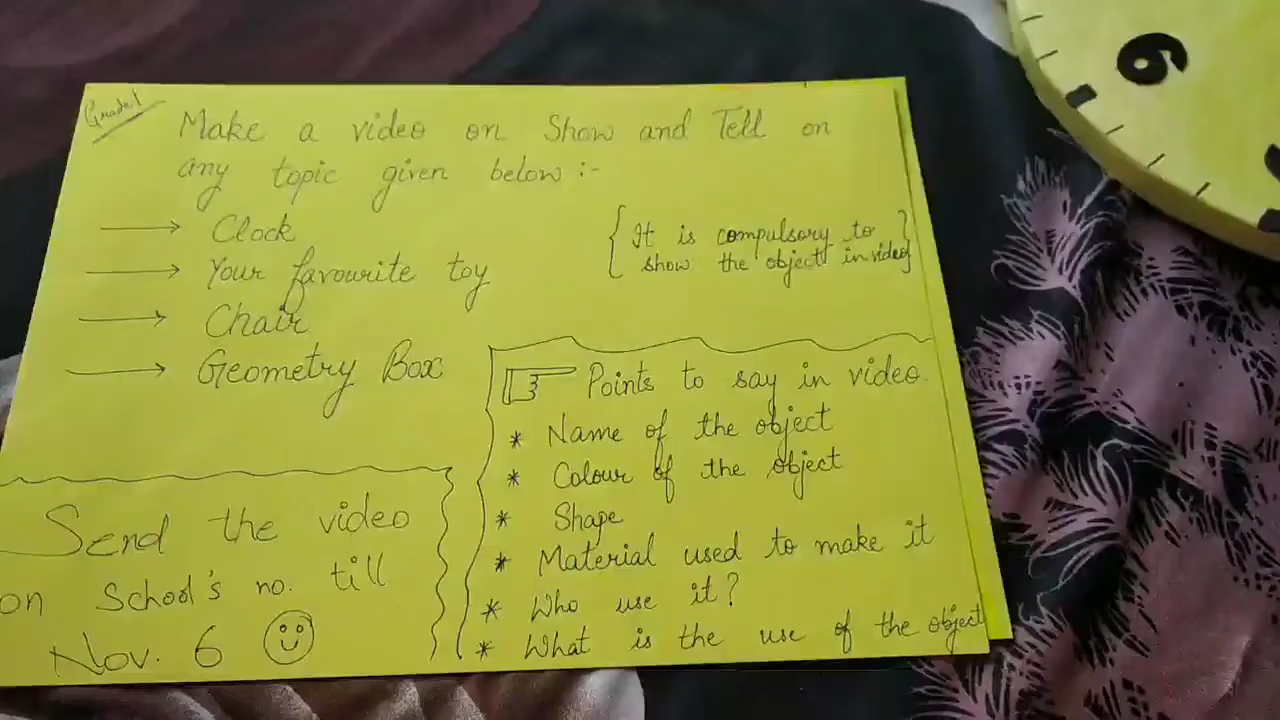 Grade 1
Make a video on Show and Tell on
any topic given below :-
Clock
Your favourite toy
Chair
Geometry Box
{ It is compulsory to }
show the object in video
Points to say in video.
* Name of the object
* Colour of the object
* Shape
* Material used to make it
* Who use it?
* What is the use of the object
Send the video
on School's no. till
Nov. 6
6